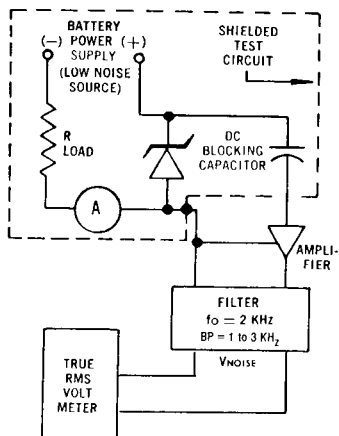 BATTERY
(-) POWER (+)
SUPPLY
(LOW NOISE
SOURCE)
SHIELDED
TEST
CIRCUIT
R
LOAD
DC
BLOCKING
CAPACITOR
A
AMPLI-
FIER
FILTER
fo = 2 KHz
BP = 1 to 3 KHz
VNOISE
TRUE
RMS
VOLT
METER